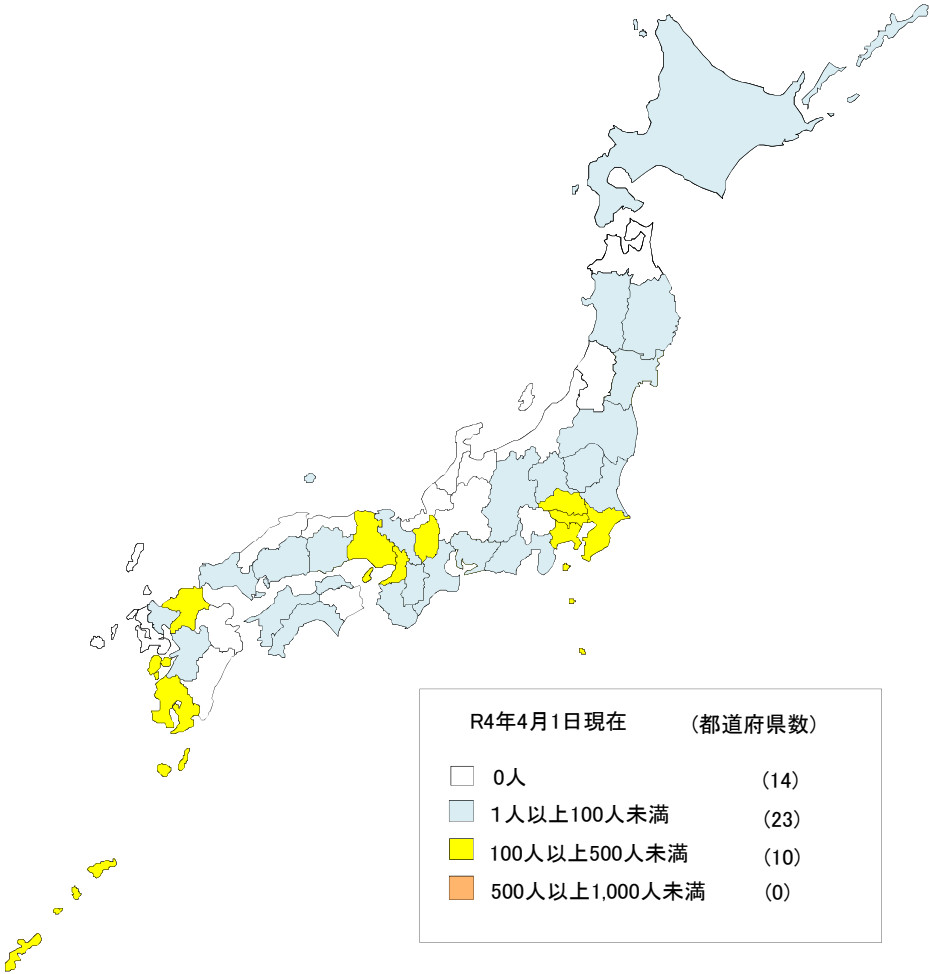 R4年4月1日現在 (都道府県数)
0人 (14)
1人以上100人未満 (23)
100人以上500人未満 (10)
500人以上1,000人未満 (0)